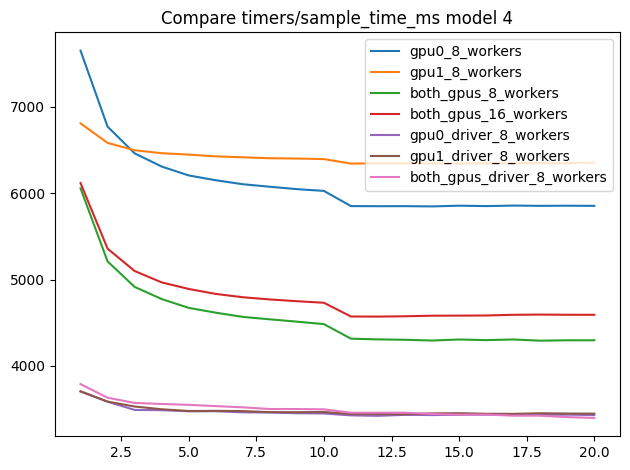 Compare timers/sample_time_ms model 4
gpu0_8_workers
gpu1_8_workers
both_gpus_8_workers
both_gpus_16_workers
gpu0_driver_8_workers
gpu1_driver_8_workers
both_gpus_driver_8_workers
7000
6000
5000
4000
2.5 5.0 7.5 10.0 12.5 15.0 17.5 20.0